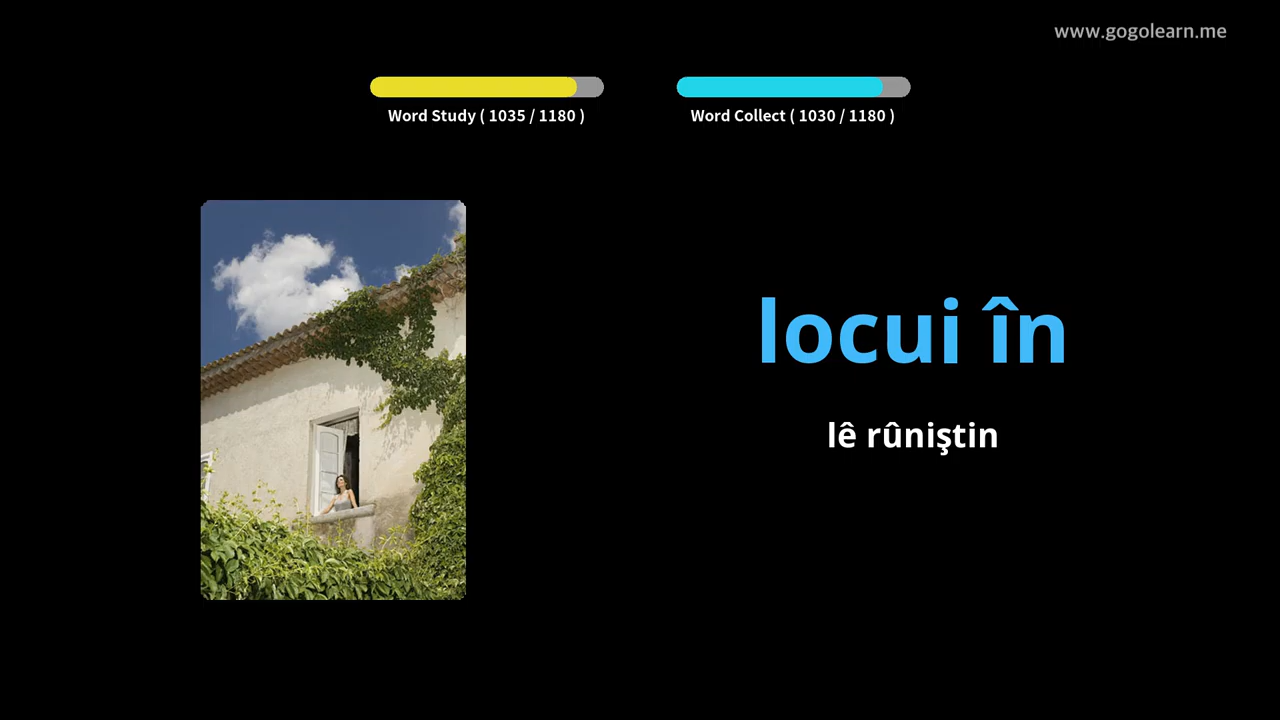 www.gogolearn.me
Word Study ( 1035 / 1180 )
Word Collect ( 1030 / 1180 )
locui în
lê rûniştin